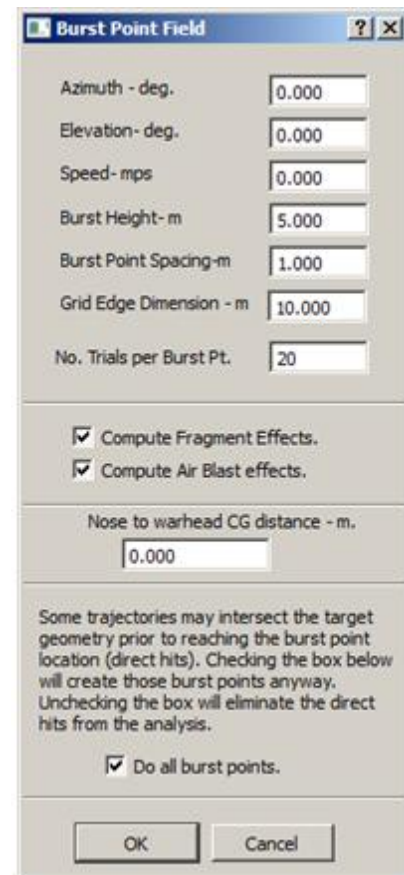 Burst Point Field
Azimuth - deg. 0.000
Elevation- deg. 0.000
Speed- mps 0.000
Burst Height- m 5.000
Burst Point Spacing-m 1.000
Grid Edge Dimension - m 10.000
No. Trials per Burst Pt. 20
Compute Fragment Effects.
Compute Air Blast effects.
Nose to warhead CG distance - m.
0.000
Some trajectories may intersect the target
geometry prior to reaching the burst point
location (direct hits). Checking the box below
will create those burst points anyway.
Unchecking the box will eliminate the direct
hits from the analysis.
Do all burst points.
OK Cancel